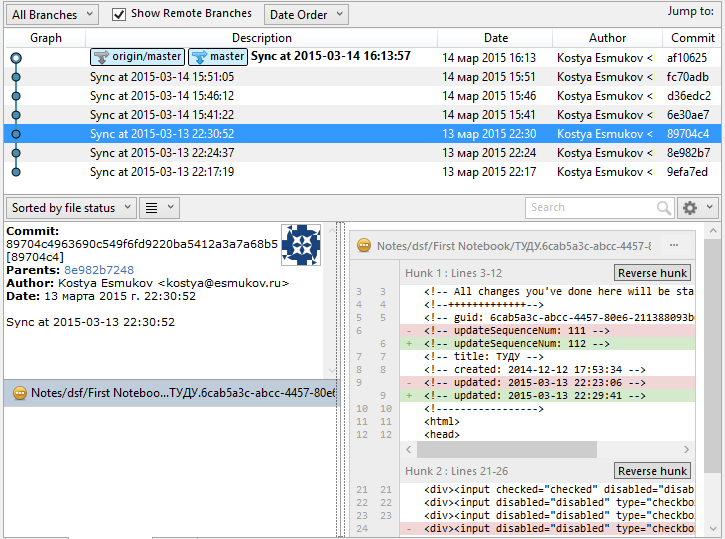 All Branches Show Remote Branches Date Order Jump to:
Graph Description Date Author Commit
origin/master master Sync at 2015-03-14 16:13:57 14 мар 2015 16:13 Kostya Esmukov < af10625
Sync at 2015-03-14 15:51:05 14 мар 2015 15:51 Kostya Esmukov < fc70adb
Sync at 2015-03-14 15:46:12 14 мар 2015 15:46 Kostya Esmukov < d36edc2
Sync at 2015-03-14 15:41:22 14 мар 2015 15:41 Kostya Esmukov < 6e30ae7
Sync at 2015-03-13 22:30:52 13 мар 2015 22:30 Kostya Esmukov < 89704c4
Sync at 2015-03-13 22:24:37 13 мар 2015 22:24 Kostya Esmukov < 8e982b7
Sync at 2015-03-13 22:17:19 13 мар 2015 22:17 Kostya Esmukov < 9efa7ed
Sorted by file status Search
Commit:
89704c4963690c549f6fd9220ba5412a3a7a68b5
[89704c4]
Parents: 8e982b7248
Author: Kostya Esmukov <kostya@esmukov.ru>
Date: 13 марта 2015 г. 22:30:52
Sync at 2015-03-13 22:30:52
Notes/dsf/First Noteboo...ТУДУ.6cab5a3c-abcc-4457-80e6
Notes/dsf/First Notebook/ТУДУ.6cab5a3c-abcc-4457-8 ...
Hunk 1 : Lines 3-12 Reverse hunk
3 3 <!-- All changes you've done here will be sta
4 4 <!--++++++++++++++-->
5 5 <!-- guid: 6cab5a3c-abcc-4457-80e6-211388093b
6 - <!-- updateSequenceNum: 111 -->
6 + <!-- updateSequenceNum: 112 -->
7 7 <!-- title: ТУДУ -->
8 8 <!-- created: 2014-12-12 17:53:34 -->
9 - <!-- updated: 2015-03-13 22:23:06 -->
9 + <!-- updated: 2015-03-13 22:29:41 -->
10 10 <!---------------->
11 11 <html>
12 12 <head>
Hunk 2 : Lines 21-26 Reverse hunk
21 21 <div><input checked="checked" disabled="disab
22 22 <div><input disabled="disabled" type="checkbo
23 23 <div><input disabled="disabled" type="checkbo
24 - <div><input disabled="disabled" type="checkbo